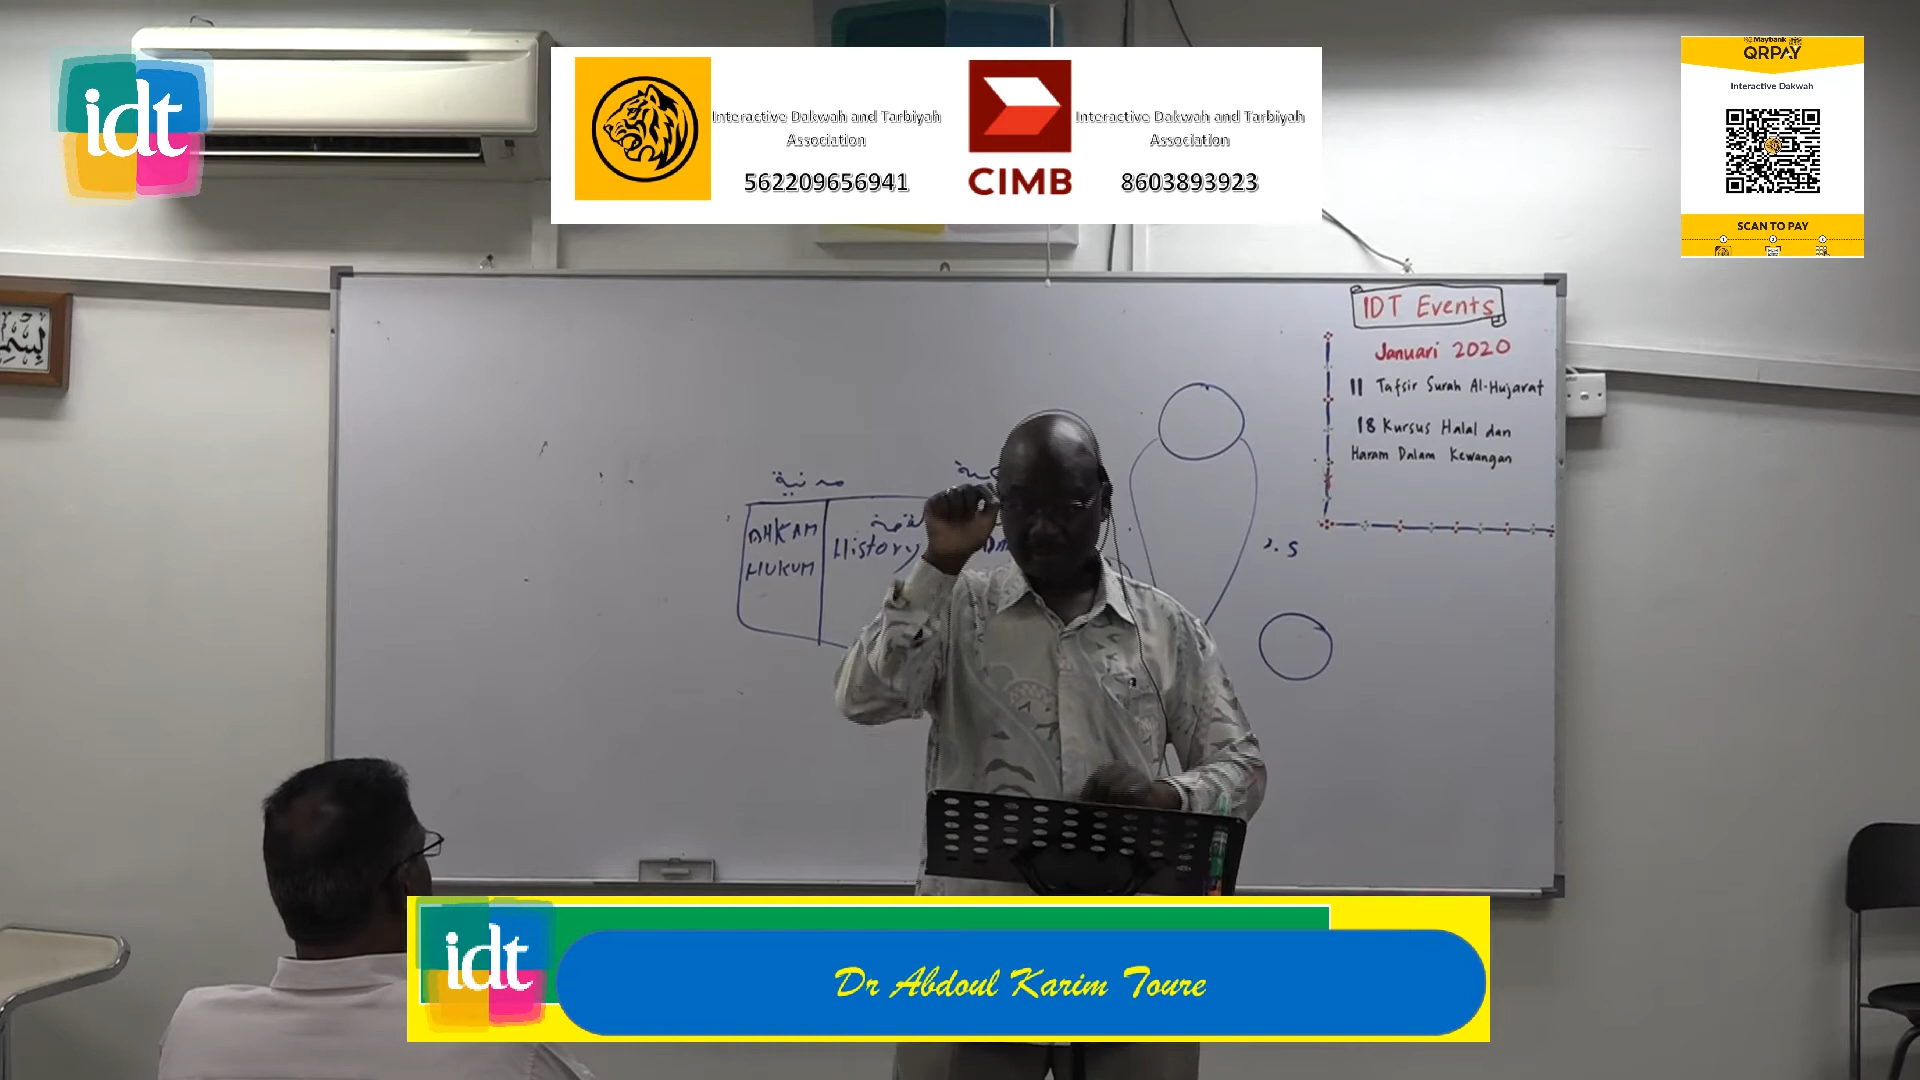 idt
Interactive Dakwah and Tarbiyah
Association
562209656941
CIMB
Interactive Dakwah and Tarbiyah
Association
8603893923
Maybank
QRPAY
Interactive Dakwah
SCAN TO PAY
IDT Events
Januari 2020
11 Tafsir Surah Al-Hujarat
18 Kursus Halal dan
Haram Dalam Kewangan
مدنية
AHKAM
HUKUM
History
idt
Dr Abdoul Karim Toure